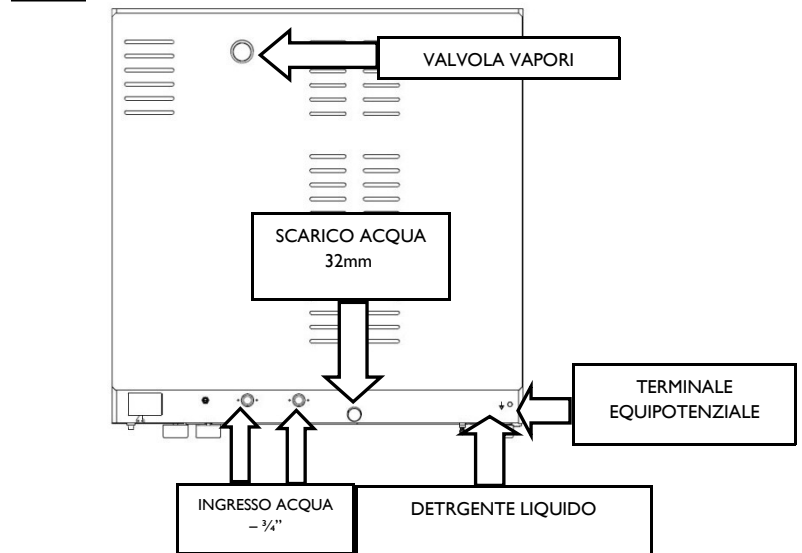 VALVOLA VAPORI
SCARICO ACQUA
32mm
TERMINALE
EQUIPOTENZIALE
INGRESSO ACQUA
– ¾”
DETRGENTE LIQUIDO